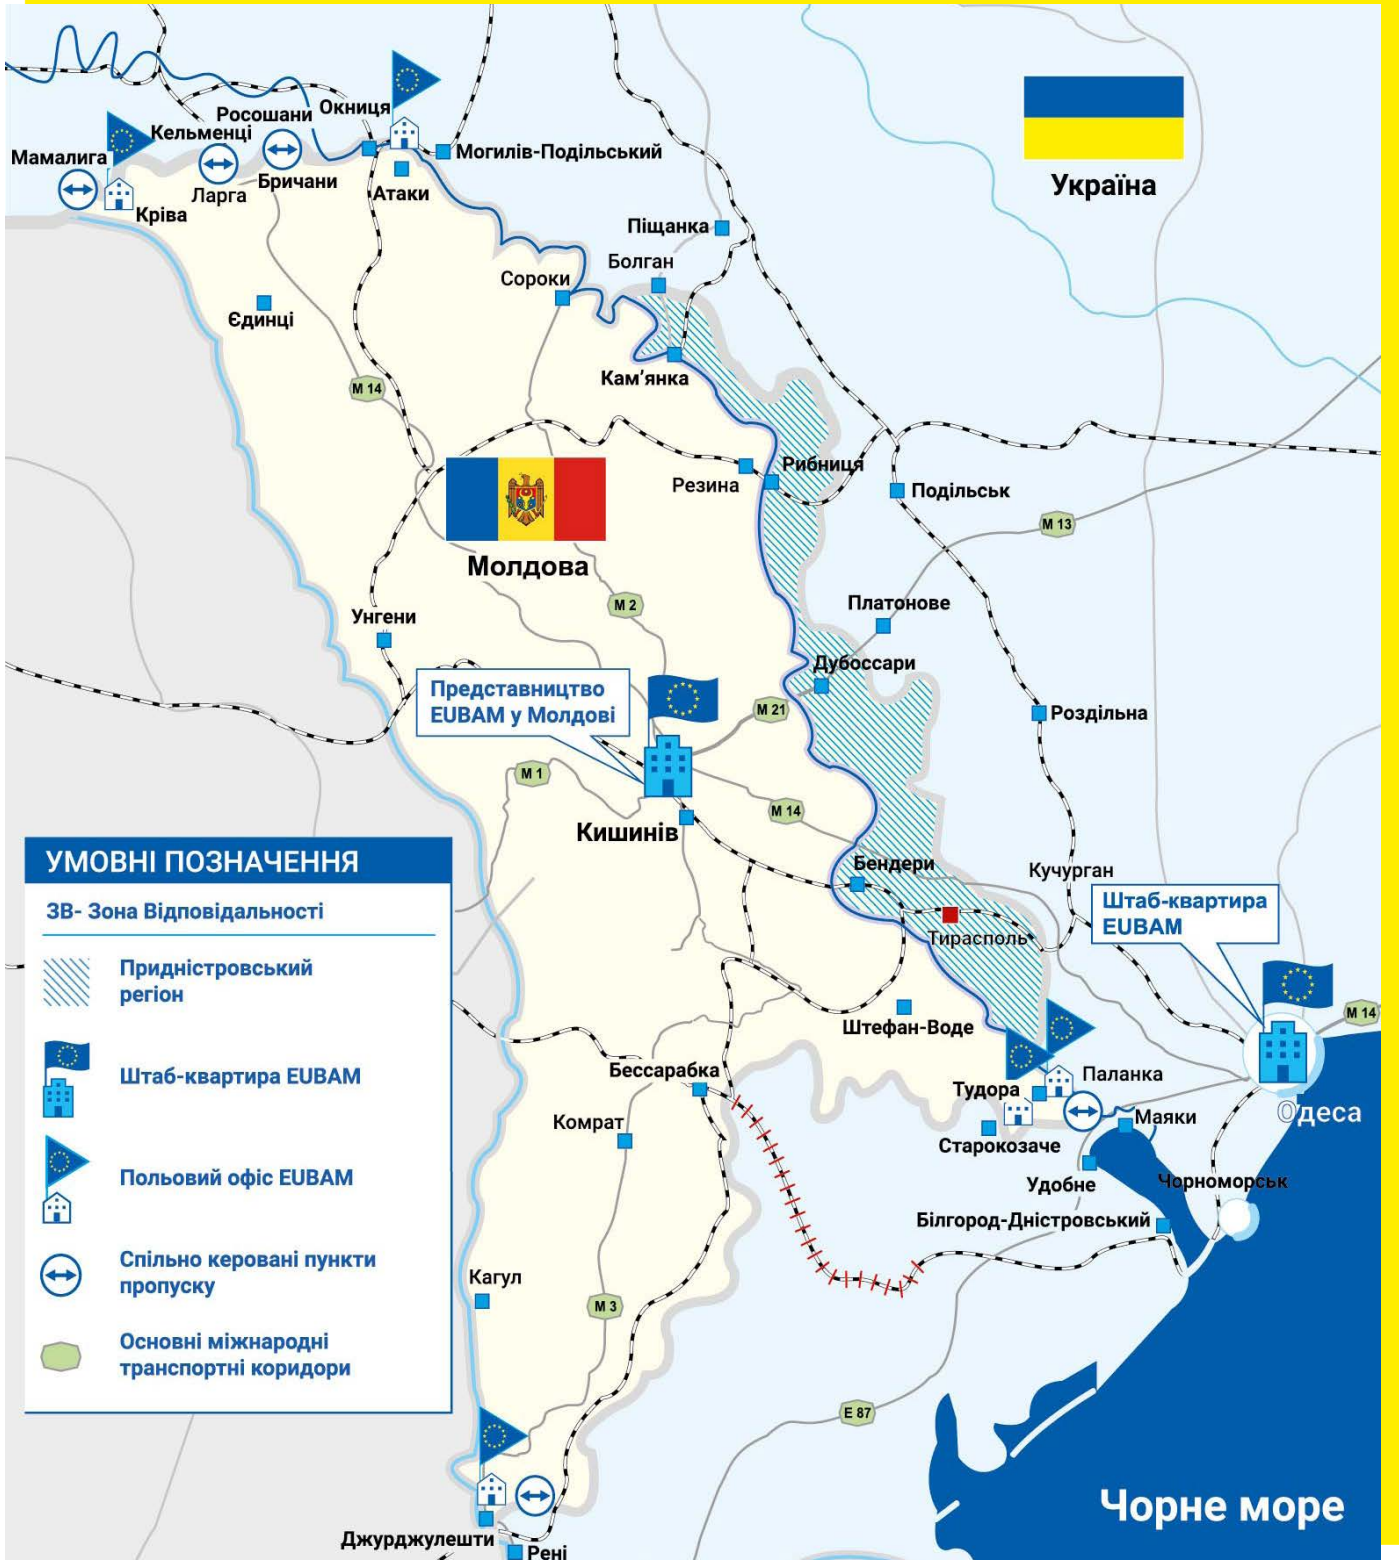 Україна
Окниця
Росошани
Кельменці
Мамалига
Могилів-Подільський
Бричани
Ларга
Атаки
Кріва
Піщанка
Болган
Сороки
Єдинці
Кам’янка
M 14
Рибниця
Резина
Подільськ
M 13
Молдова
M 2
Платонове
Унгени
Дубоссари
Представництво
EUBAM у Молдові
M 21
Роздільна
M 1
M 14
Кишинів
Бендери
Кучурган
Штаб-квартира
EUBAM
Тирасполь
M 14
Штефан-Воде
Бессарабка
Паланка
Тудора
Одеса
Маяки
Комрат
Старокозаче
Удобне
Чорноморськ
Білгород-Дністровський
Кагул
M 3
E 87
Чорне море
Джурджулешти
Рені
УМОВНІ ПОЗНАЧЕННЯ
ЗВ- Зона Відповідальності
Придністровський
регіон
Штаб-квартира EUBAM
Польовий офіс EUBAM
Спільно керовані пункти
пропуску
Основні міжнародні
транспортні коридори